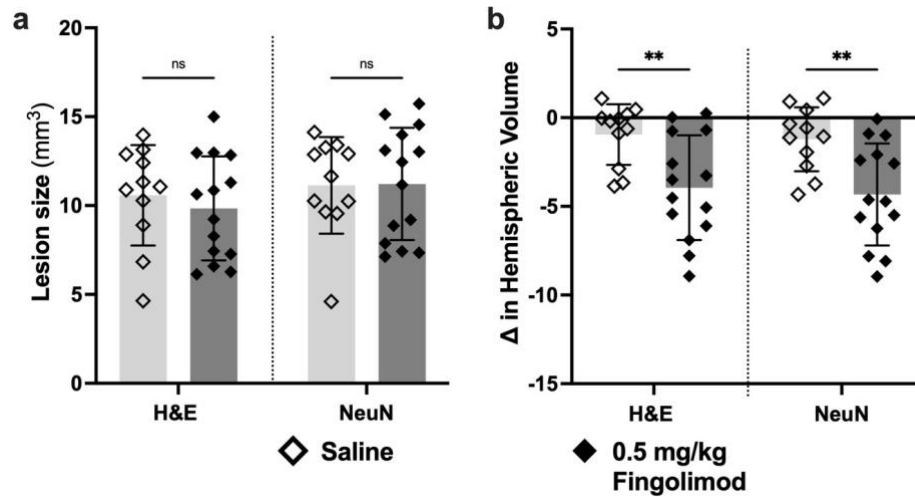 a
Lesion size (mm³)
20
15
10
5
0
ns
ns
H&E
NeuN
b
Δ in Hemispheric Volume
5
0
-5
-10
-15
**
**
H&E
NeuN
Saline
0.5 mg/kg
Fingolimod